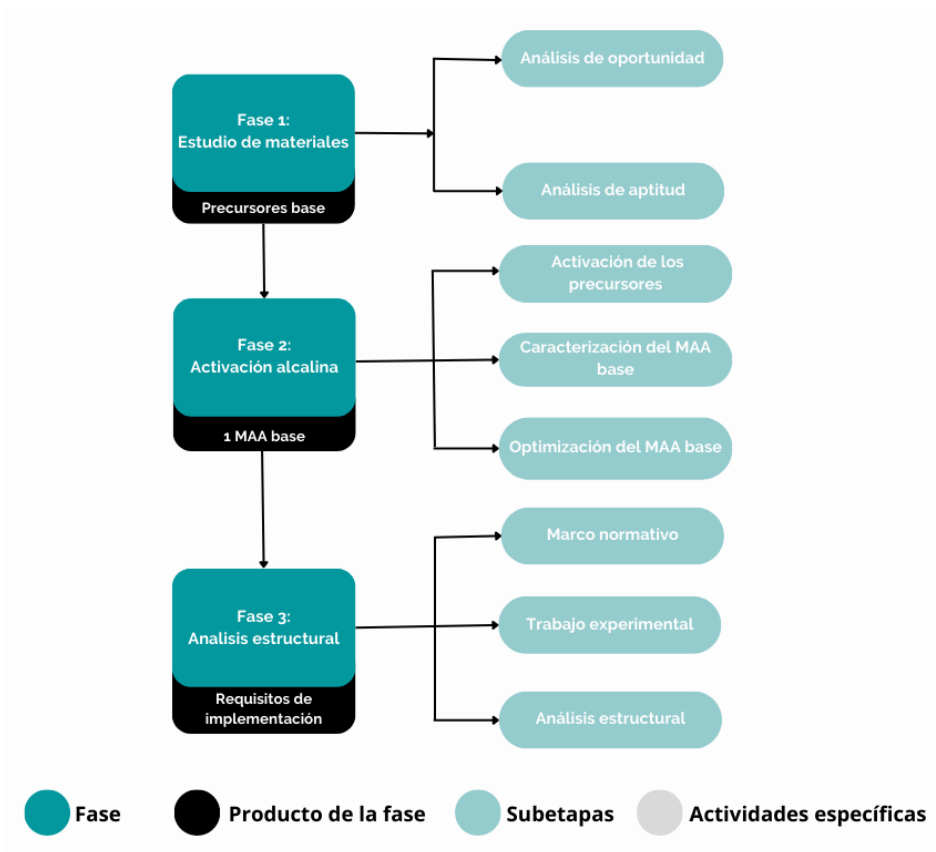 Fase 1:
Estudio de materiales
Precursores base
Análisis de oportunidad
Análisis de aptitud
Fase 2:
Activación alcalina
1 MAA base
Activación de los
precursores
Caracterización del MAA
base
Optimización del MAA base
Fase 3:
Analisis estructural
Requisitos de
implementación
Marco normativo
Trabajo experimental
Análisis estructural
Fase
Producto de la fase
Subetapas
Actividades específicas